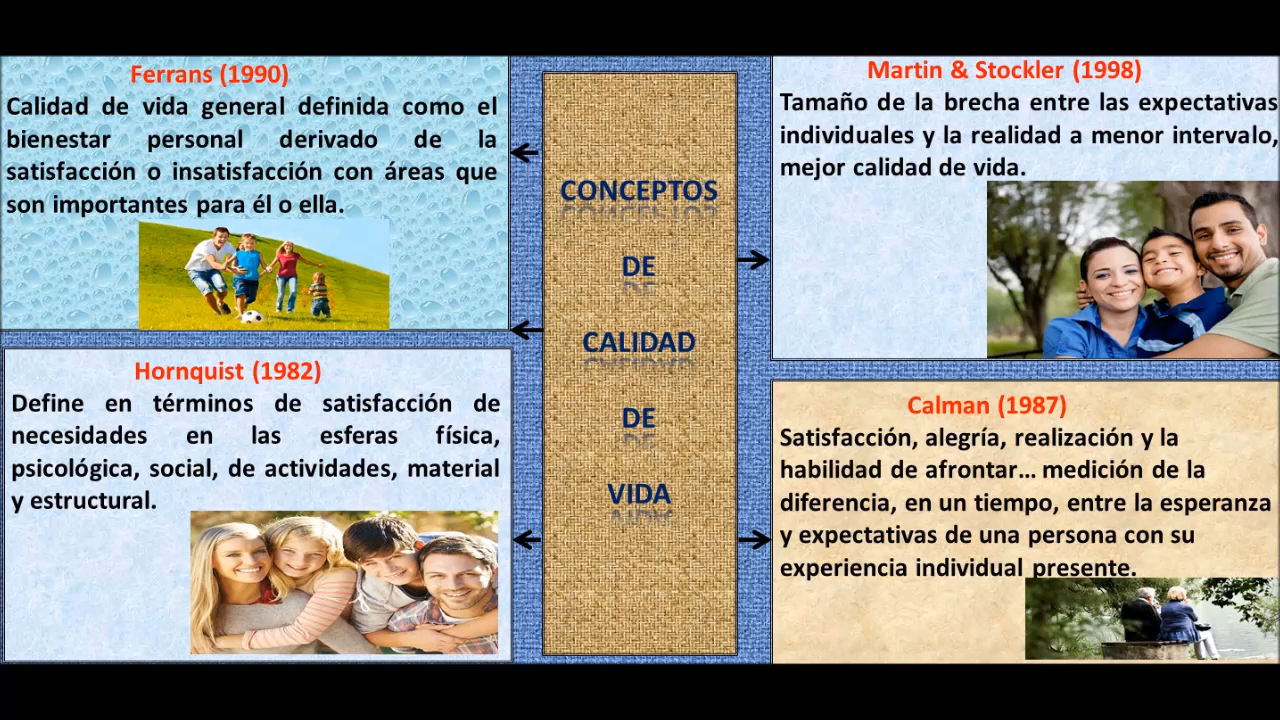 Ferrans (1990)
Calidad de vida general definida como el
bienestar personal derivado de la
satisfacción o insatisfacción con áreas que
son importantes para él o ella.
Hornquist (1982)
Define en términos de satisfacción de
necesidades en las esferas física,
psicológica, social, de actividades, material
y estructural.
CONCEPTOS
DE
CALIDAD
DE
VIDA
Martin & Stockler (1998)
Tamaño de la brecha entre las expectativas
individuales y la realidad a menor intervalo,
mejor calidad de vida.
Calman (1987)
Satisfacción, alegría, realización y la
habilidad de afrontar... medición de la
diferencia, en un tiempo, entre la esperanza
y expectativas de una persona con su
experiencia individual presente.